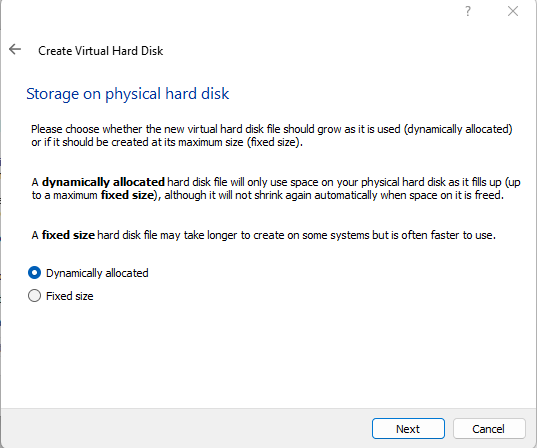 ?
Create Virtual Hard Disk
Storage on physical hard disk
Please choose whether the new virtual hard disk file should grow as it is used (dynamically allocated)
or if it should be created at its maximum size (fixed size).
A dynamically allocated hard disk file will only use space on your physical hard disk as it fills up (up
to a maximum fixed size), although it will not shrink again automatically when space on it is freed.
A fixed size hard disk file may take longer to create on some systems but is often faster to use.
Dynamically allocated
Fixed size
Next
Cancel